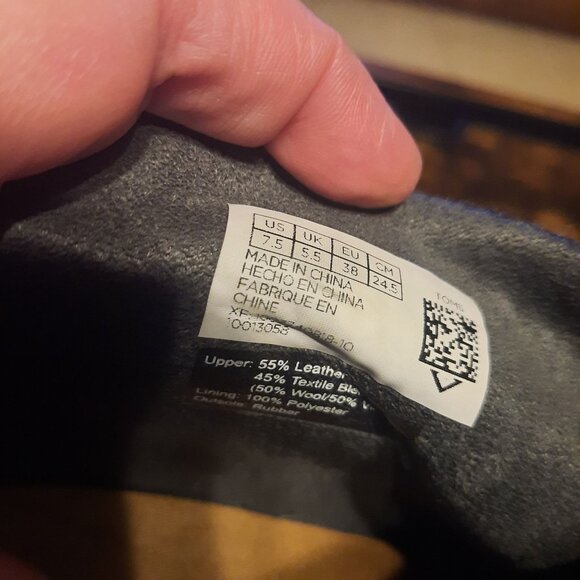 US UK EU CM
7.5 5.5 38 24.5
MADE IN CHINA
HECHO EN CHINA
FABRIQUE EN
CHINE
0013058
TOMS
Upper: 55% Leather
45% Textile
(50% Wool/50%
Lining: 100% Polyester
Outsole: Rubber